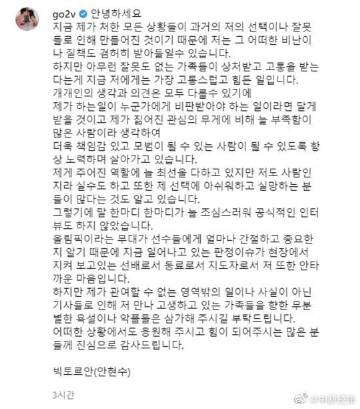 go2v 안녕하세요
지금 제가 처한 모든 상황들이 과거의 저의 선택이나 잘못
들로 인해 만들어진 것이기 때문에 저는 그 어떠한 비난이
나 질책도 겸허히 받아들일수 있습니다.
하지만 아무런 잘못도 없는 가족들이 상처받고 고통을 받는
다는게 지금 저에게는 가장 고통스럽고 힘든 일입니다.
개개인의 생각과 의견은 모두 다를수 있기에
제가 하는일이 누군가에게 비판받아야 하는 일이라면 달게
받을 것이고 제가 짊어진 관심의 무게에 비해 늘 부족함이
많은 사람이라 생각하여
더욱 책임감 있고 모범이 될 수 있는 사람이 될 수 있도록 항
상 노력하며 살아가고 있습니다.
제게 주어진 역할에 늘 최선을 다하고 있지만 저도 사람인
지라 실수도 하고 또한 제 선택에 아쉬워하고 실망하는 분
들이 많다는 것도 알고 있습니다.
그렇기에 말 한마디 한마디가 늘 조심스러워 공식적인 인터
뷰도 하지 않았습니다.
올림픽이라는 무대가 선수들에게 얼마나 간절하고 중요한
지 알기 때문에 지금 일어나고 있는 판정이슈가 현장에서
지켜 보고있는 선배로서 동료로서 지도자로서 저 또한 안타
까운 마음입니다.
하지만 제가 관여할 수 없는 영역밖의 일이나 사실이 아닌
기사들로 인해 저 만나 고생하고 있는 가족들을 향한 무분
별한 욕설이나 악플들은 삼가해 주시길 부탁드립니다.
어떠한 상황에서도 응원해 주시고 힘이 되어주시는 많은 분
들께 진심으로 감사드립니다.
빅토르안(안현수)
3시간